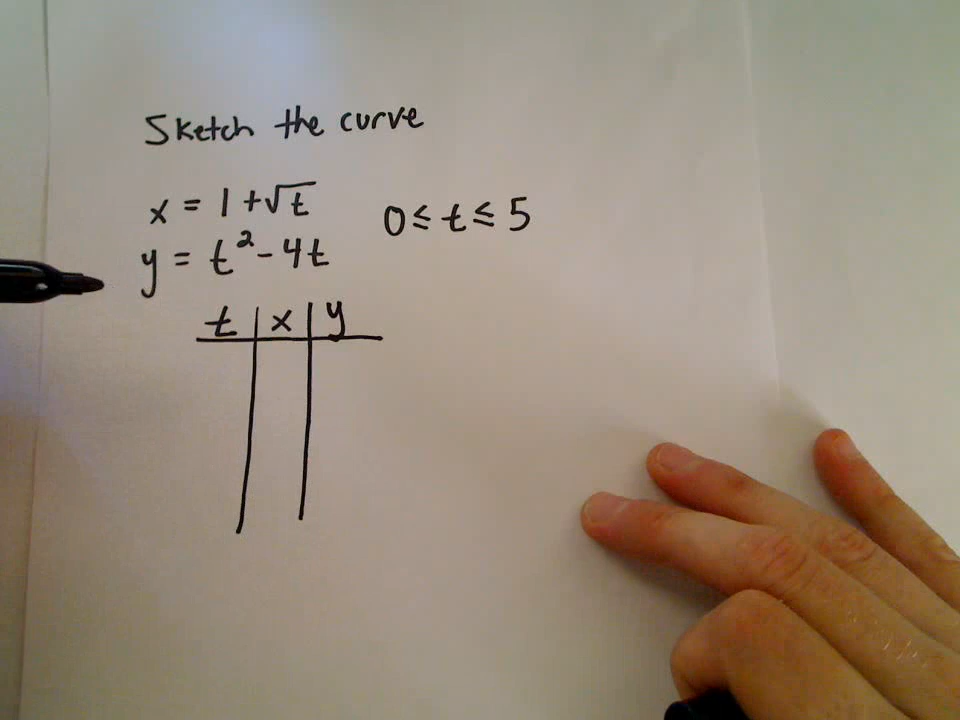 Sketch the curve
x = 1 + √t
0 ≤ t ≤ 5
y = t² - 4t
t | x | y